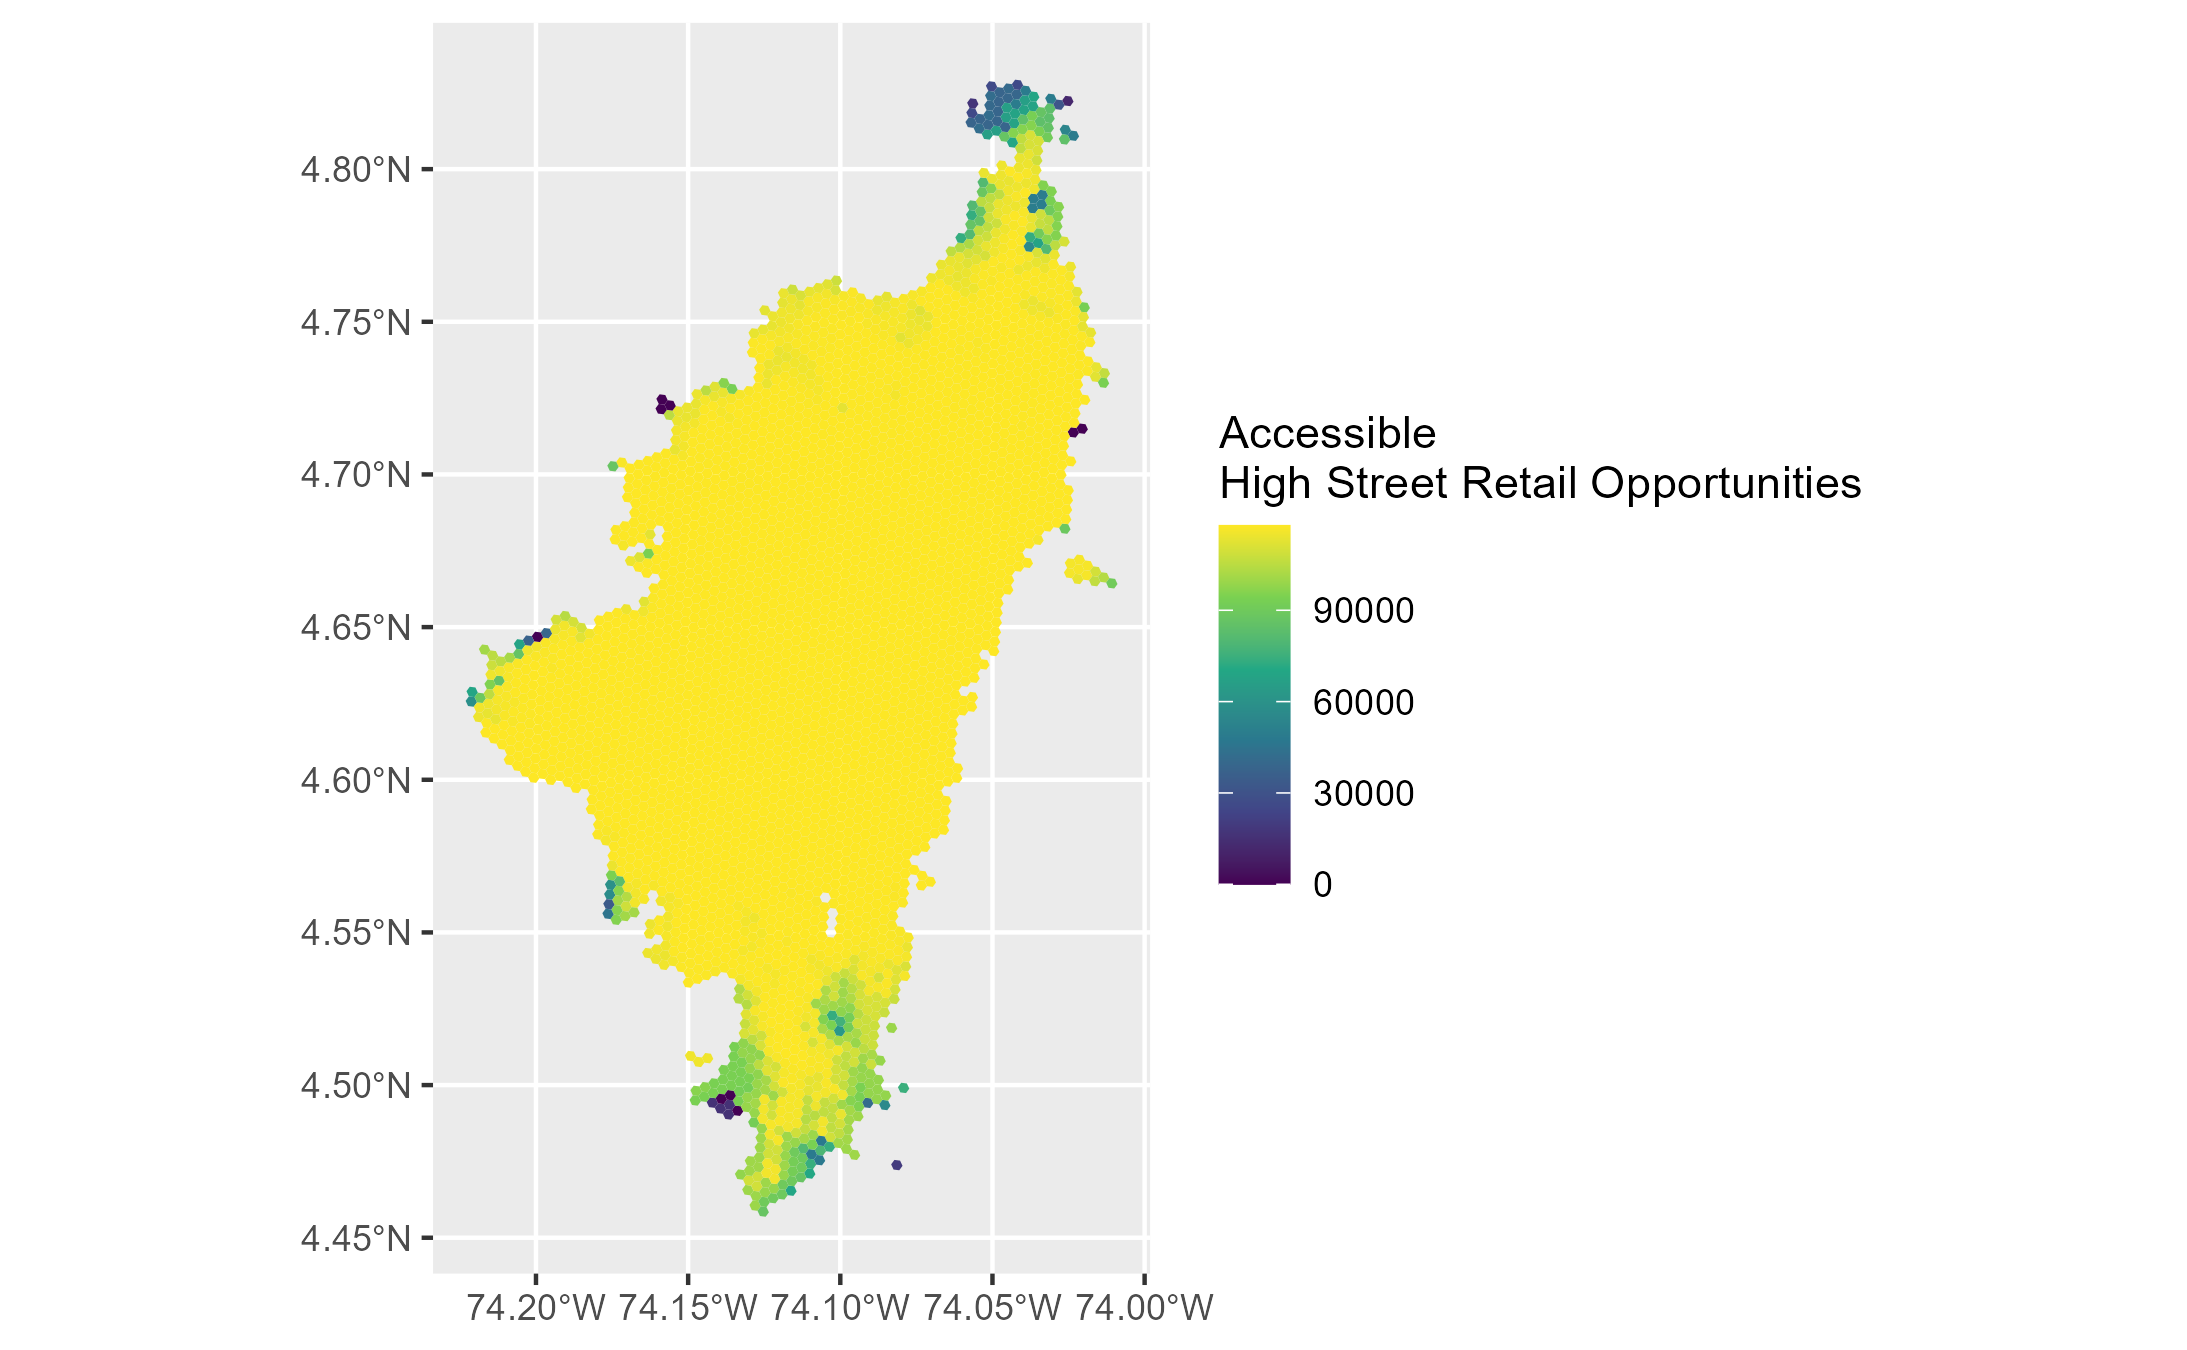 4.80°N
4.75°N
4.70°N
4.65°N
4.60°N
4.55°N
4.50°N
4.45°N
74.20°W 74.15°W 74.10°W 74.05°W 74.00°W
Accessible
High Street Retail Opportunities
90000
60000
30000
0